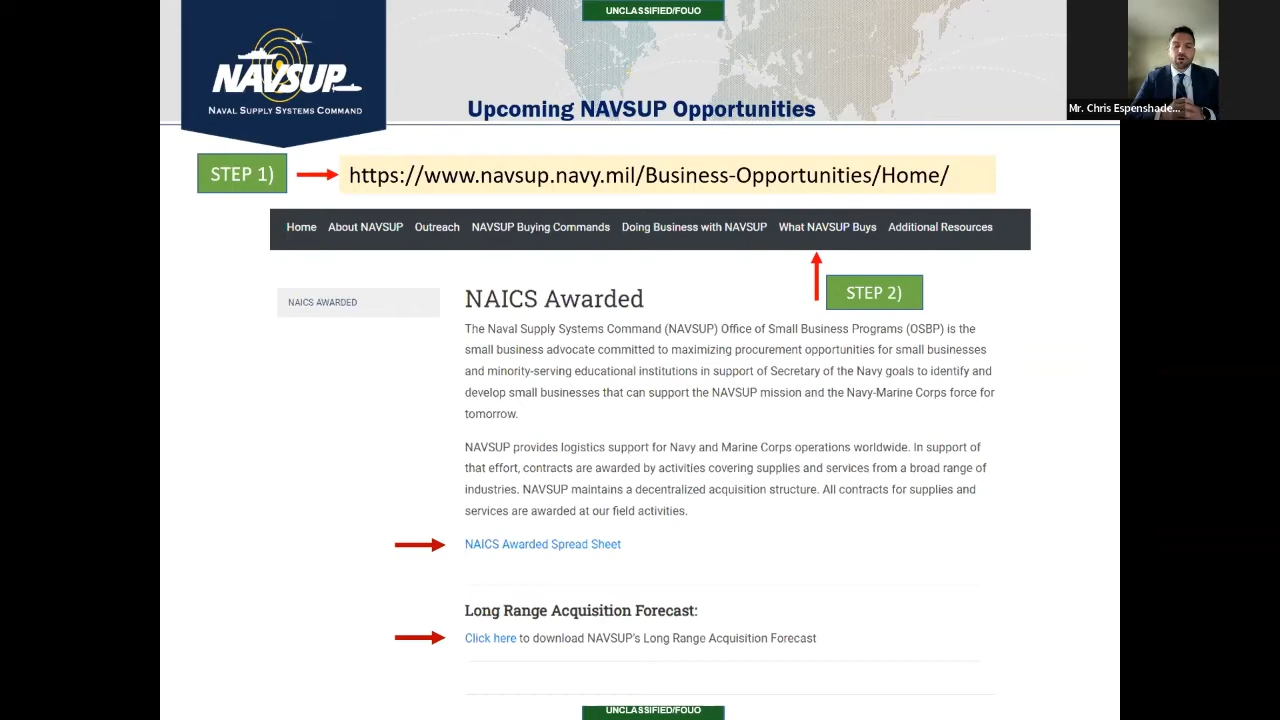 UNCLASSIFIED/FOUO
NAVSUP
NAVAL SUPPLY SYSTEMS COMMAND
Upcoming NAVSUP Opportunities
Mr. Chris Espenshade...
STEP 1)
https://www.navsup.navy.mil/Business-Opportunities/Home/
Home About NAVSUP Outreach NAVSUP Buying Commands Doing Business with NAVSUP What NAVSUP Buys Additional Resources
STEP 2)
NAICS AWARDED
NAICS Awarded
The Naval Supply Systems Command (NAVSUP) Office of Small Business Programs (OSBP) is the
small business advocate committed to maximizing procurement opportunities for small businesses
and minority-serving educational institutions in support of Secretary of the Navy goals to identify and
develop small businesses that can support the NAVSUP mission and the Navy-Marine Corps force for
tomorrow.
NAVSUP provides logistics support for Navy and Marine Corps operations worldwide. In support of
that effort, contracts are awarded by activities covering supplies and services from a broad range of
industries. NAVSUP maintains a decentralized acquisition structure. All contracts for supplies and
services are awarded at our field activities.
NAICS Awarded Spread Sheet
Long Range Acquisition Forecast:
Click here to download NAVSUP's Long Range Acquisition Forecast
UNCLASSIFIED/FOUO